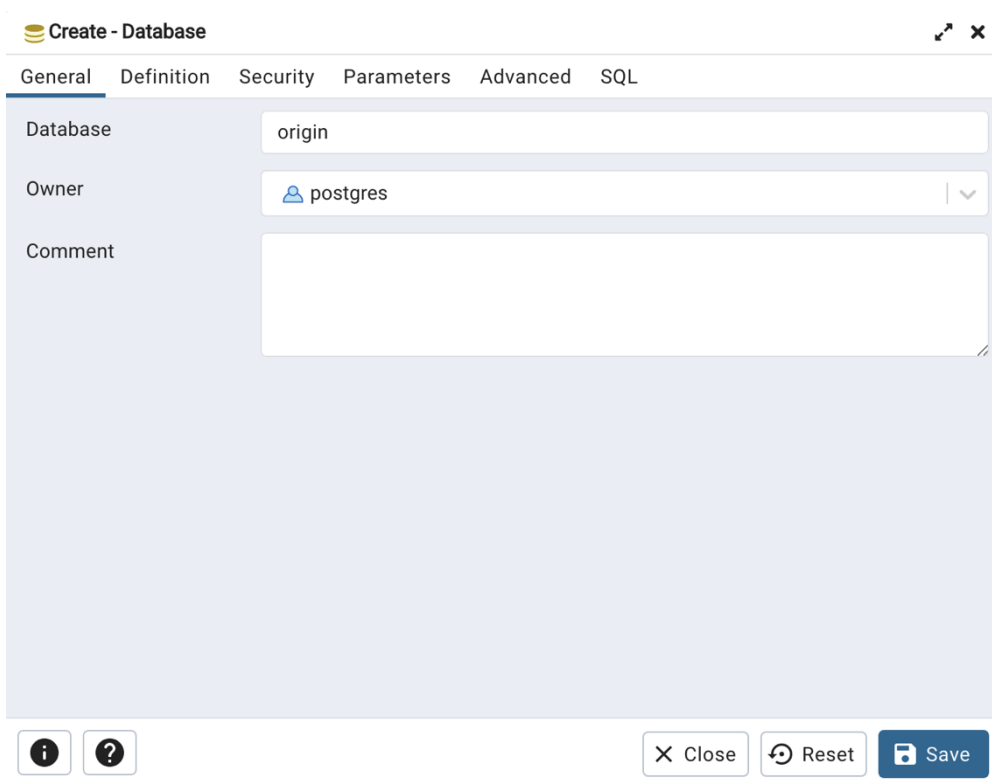 Create - Database
General Definition Security Parameters Advanced SQL
Database origin
Owner postgres
Comment
Close Reset Save